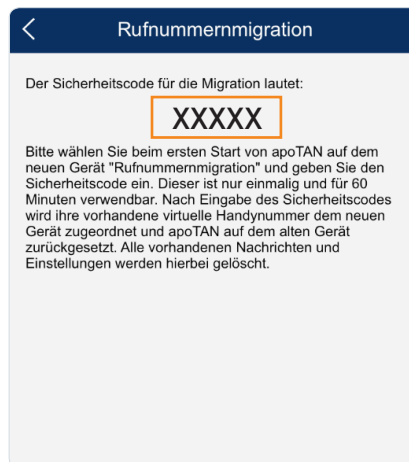 Rufnummernmigration
Der Sicherheitscode für die Migration lautet:
XXXXX
Bitte wählen Sie beim ersten Start von apoTAN auf dem
neuen Gerät "Rufnummernmigration" und geben Sie den
Sicherheitscode ein. Dieser ist nur einmalig und für 60
Minuten verwendbar. Nach Eingabe des Sicherheitscodes
wird ihre vorhandene virtuelle Handynummer dem neuen
Gerät zugeordnet und apoTAN auf dem alten Gerät
zurückgesetzt. Alle vorhandenen Nachrichten und
Einstellungen werden hierbei gelöscht.